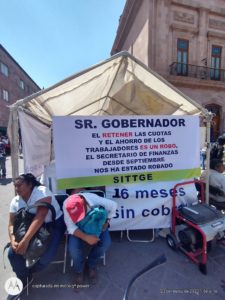 SR. GOBERNADOR
EL RETENER LAS CUOTAS
Y EL AHORRO DE LOS
TRABAJADORES ES UN ROBO,
EL SECRETARIO DE FINANZAS
DESDE SEPTIEMBRE
NOS HA ESTADO ROBADO
SITTGE
16 meses
sin cob